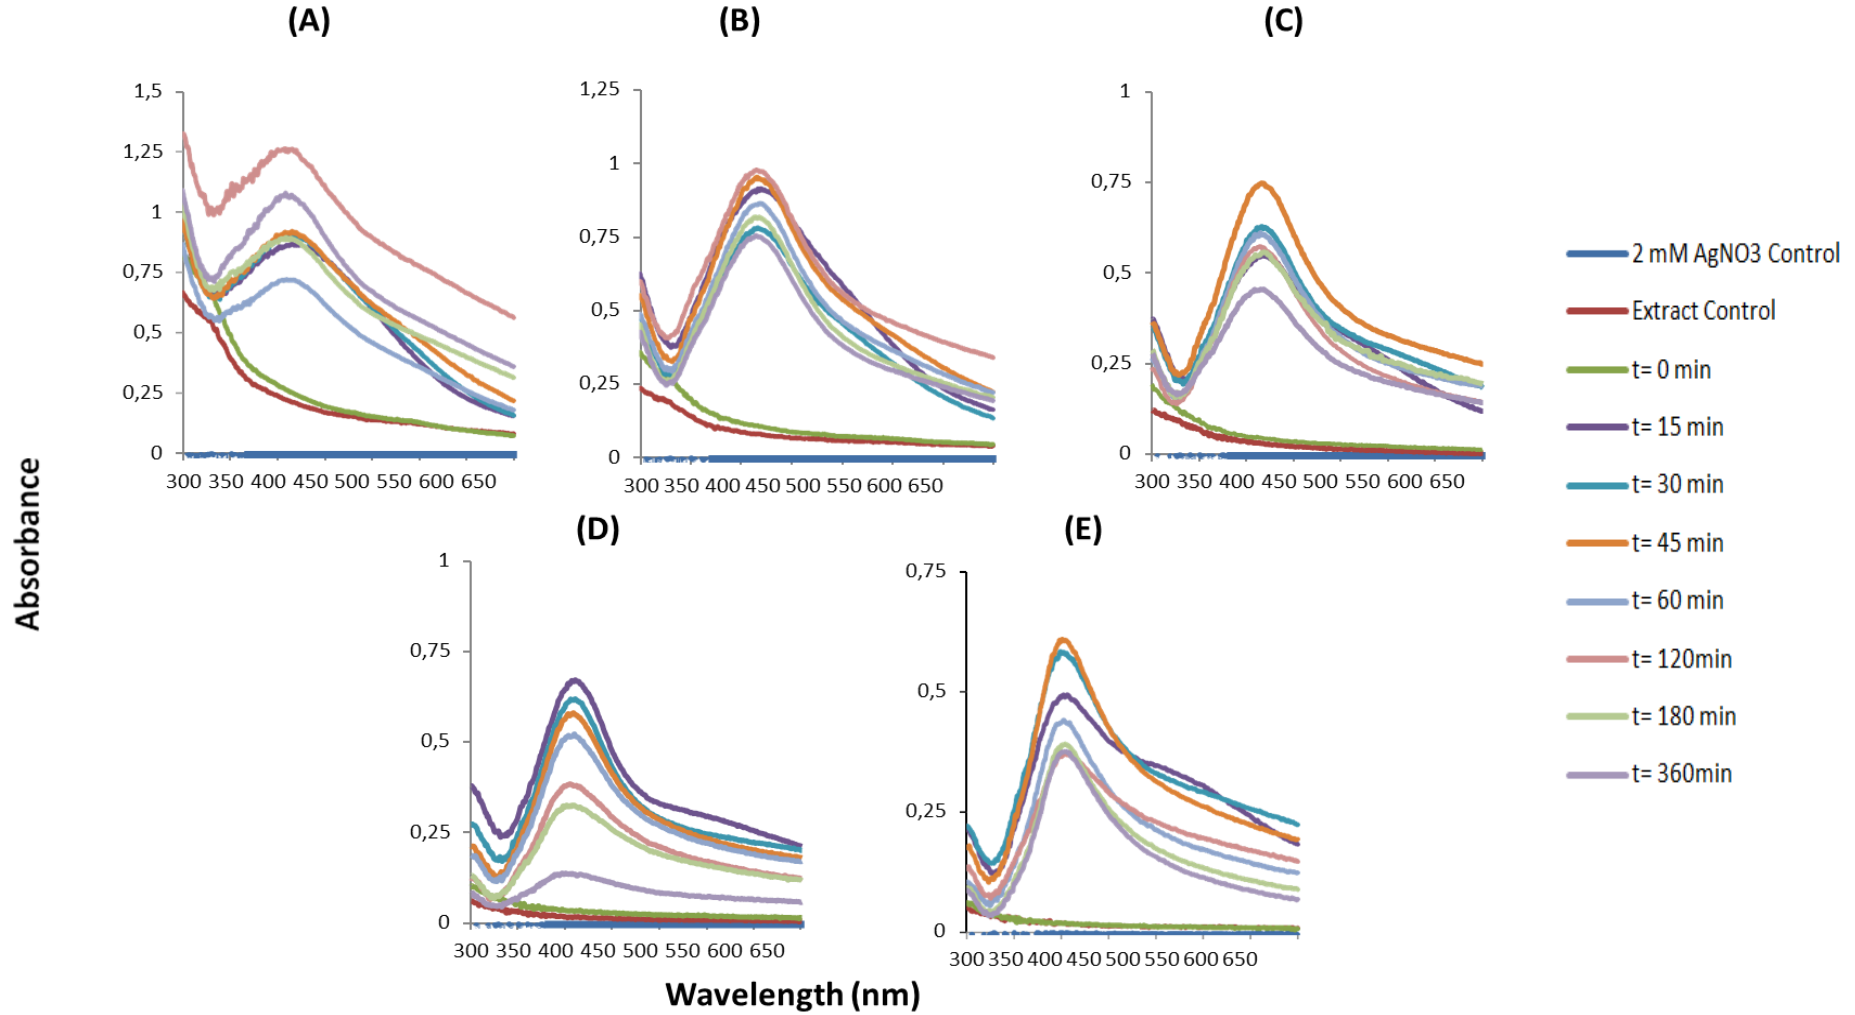 (A)
1,5
1,25
1
0,75
0,5
0,25
0
300 350 400 450 500 550 600 650
(B)
1,25
1
0,75
0,5
0,25
0
300 350 400 450 500 550 600 650
(C)
1
0,75
0,5
0,25
0
300 350 400 450 500 550 600 650
2 mM AgNO3 Control
Extract Control
t= 0 min
t= 15 min
t= 30 min
t= 45 min
t= 60 min
t= 120min
t= 180 min
t= 360min
Absorbance
(D)
1
0,75
0,5
0,25
0
300 350 400 450 500 550 600 650
(E)
0,75
0,5
0,25
0
300 350 400 450 500 550 600 650
Wavelength (nm)